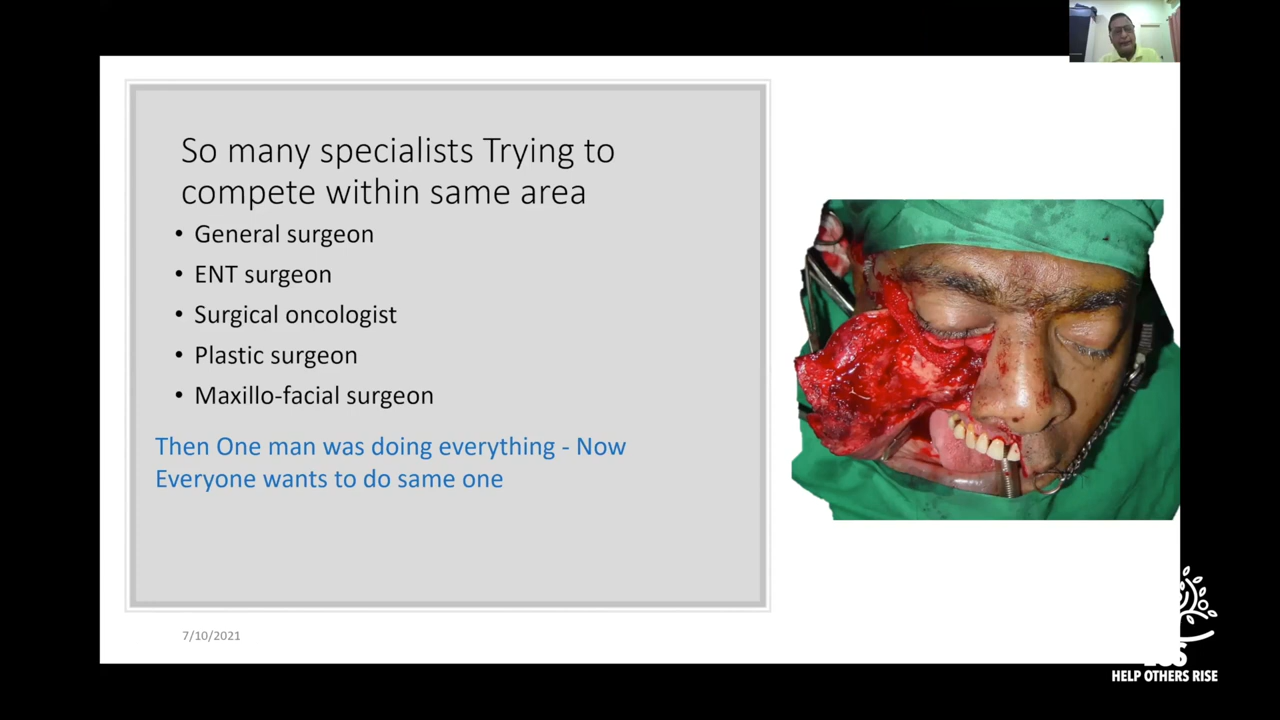 So many specialists Trying to
compete within same area
• General surgeon
• ENT surgeon
• Surgical oncologist
• Plastic surgeon
• Maxillo-facial surgeon
Then One man was doing everything - Now
Everyone wants to do same one
7/10/2021
HELP OTHERS RISE